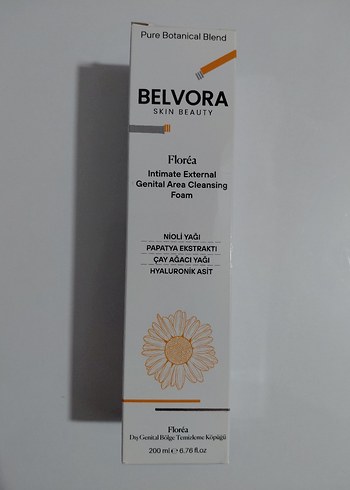 Pure Botanical Blend
BELVORA
SKIN BEAUTY
Floréa
Intimate External
Genital Area Cleansing
Foam
NİOLİ YAĞI
PAPATYA EKSTRAKTI
ÇAY AĞACI YAĞI
HYALURONİK ASİT
Floréa
Dış Genital Bölge Temizleme Köpüğü
200 ml ℮ 6.76 fl.oz